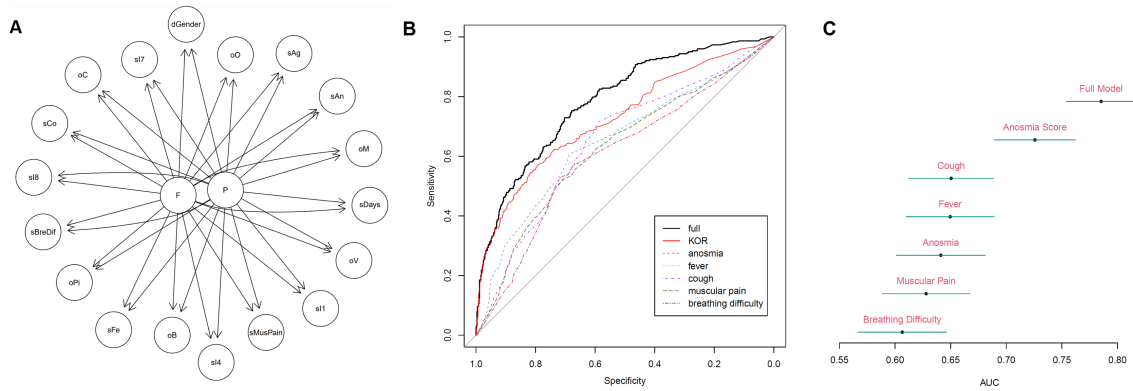 A
dGender
sI7
oO
sAg
oC
sAn
sCo
oM
sI8
F
P
sDays
sBreDif
oV
oPi
sI1
sFe
oB
sMusPain
sI4
B
Sensitivity
1.0
0.8
0.6
0.4
0.2
0.0
full
KOR
anosmia
fever
cough
muscular pain
breathing difficulty
1.0 0.8 0.6 0.4 0.2 0.0
Specificity
C
Full Model
Anosmia Score
Cough
Fever
Anosmia
Muscular Pain
Breathing Difficulty
0.55 0.60 0.65 0.70 0.75 0.80
AUC